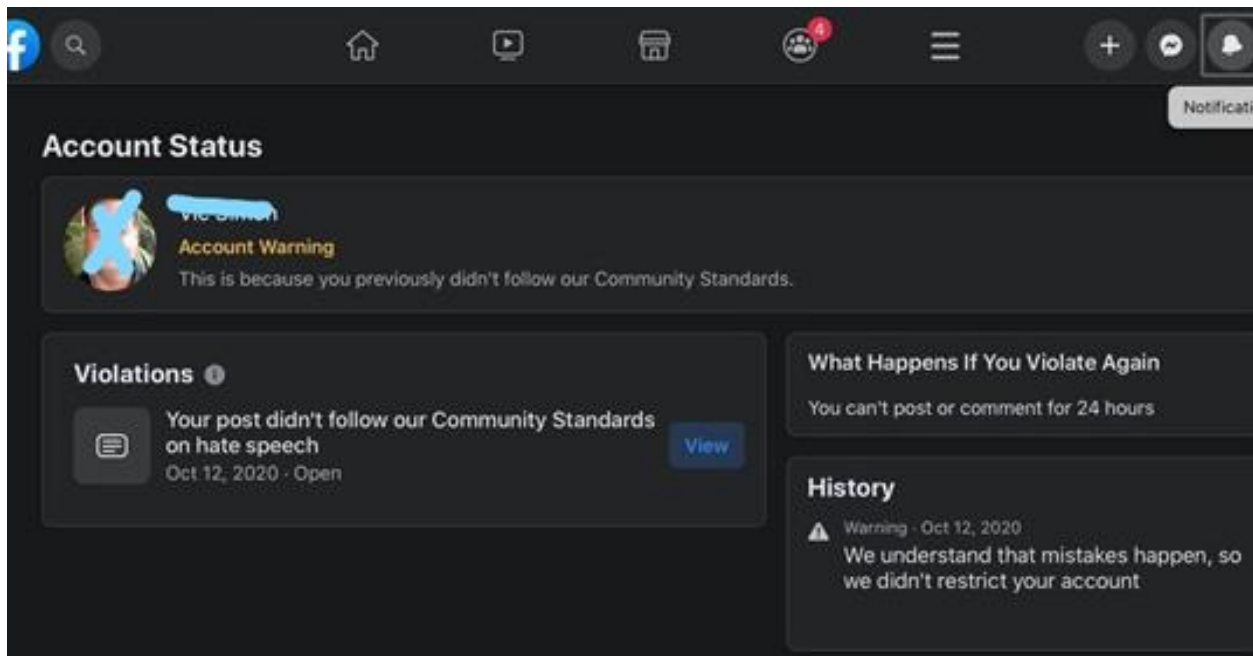 f
4
Notificati
Account Status
Account Warning
This is because you previously didn't follow our Community Standards.
Violations
Your post didn't follow our Community Standards
on hate speech
Oct 12, 2020 · Open
View
What Happens If You Violate Again
You can't post or comment for 24 hours
History
Warning · Oct 12, 2020
We understand that mistakes happen, so
we didn't restrict your account